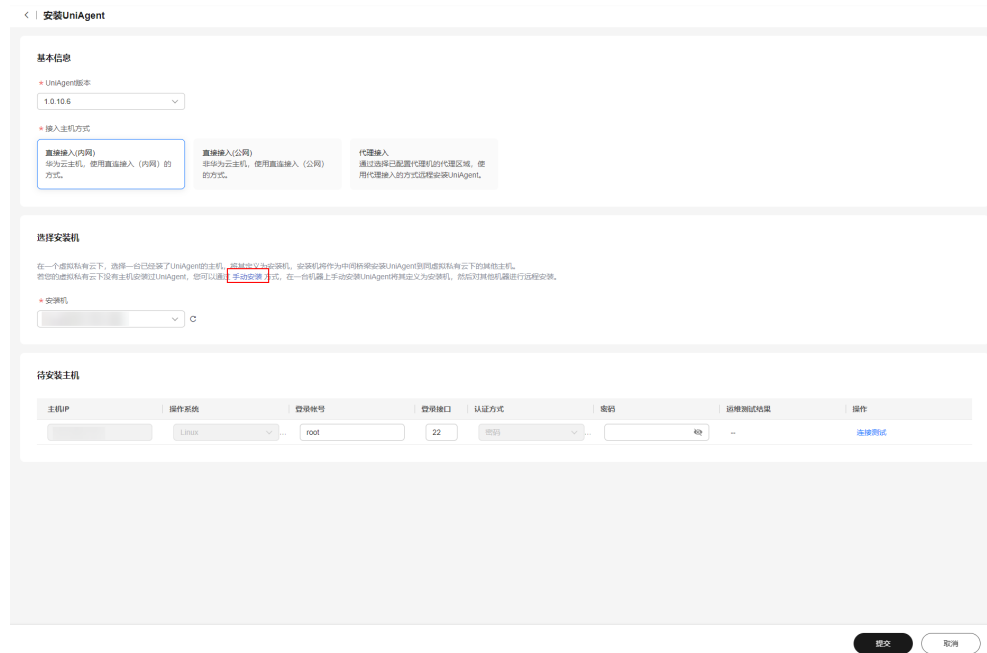 安装UniAgent
基本信息
* UniAgent版本
1.0.10.6
* 接入主机方式
直接接入(内网)
华为云主机，使用直连接入（内网）的
方式。
直接接入(公网)
非华为云主机，使用直连接入（公网）
的方式。
代理接入
通过选择已配置代理机的代理区域，使
用代理接入的方式远程安装UniAgent。
选择安装机
在一个虚拟私有云下，选择一台已经装了UniAgent的主机，将其定义为安装机，安装机将作为中间桥梁安装UniAgent到同虚拟私有云下的其他主机。
若您的虚拟私有云下没有主机安装过UniAgent，您可以通过 手动安装 方式，在一台机器上手动安装UniAgent将其定义为安装机，然后对其他机器进行远程安装。
* 安装机
待安装主机
主机IP 操作系统 登录账号 登录接口 认证方式 密码 运维测试结果 操作
Linux ... root 22 密码 ... -- 连接测试
提交 取消